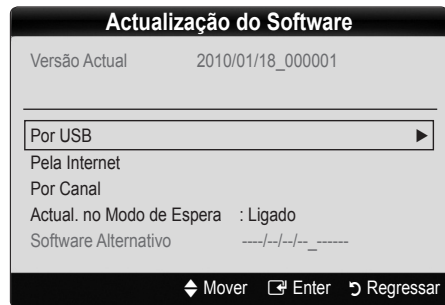 Actualização do Software
Versão Actual 2010/01/18_000001
Por USB
Pela Internet
Por Canal
Actual. no Modo de Espera : Ligado
Software Alternativo ----/--/--/--_------
Mover Enter Regressar